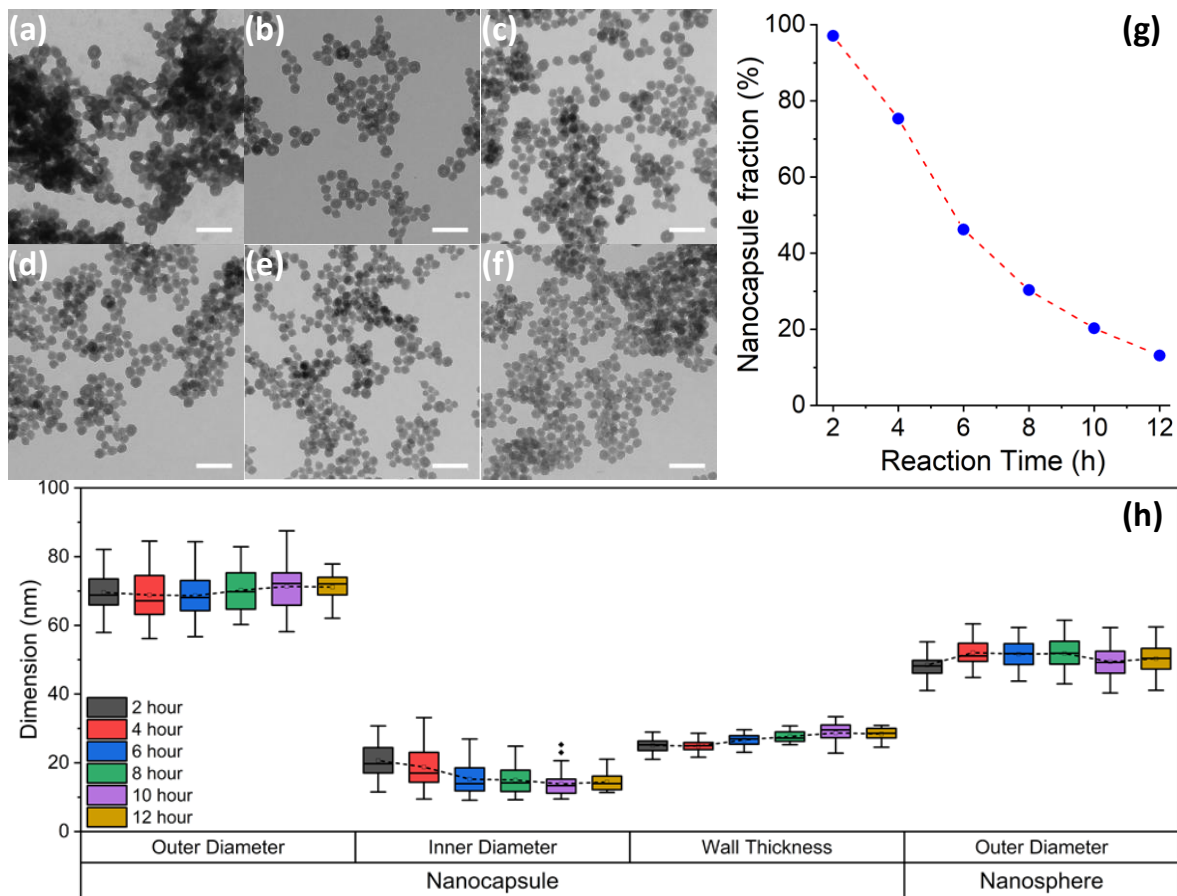 (a)
(b)
(c)
(d)
(e)
(f)
(g)
Nanocapsule fraction (%)
100
80
60
40
20
0
2 4 6 8 10 12
Reaction Time (h)
(h)
Dimension (nm)
100
80
60
40
20
0
2 hour
4 hour
6 hour
8 hour
10 hour
12 hour
Outer Diameter Inner Diameter Wall Thickness Outer Diameter
Nanocapsule Nanosphere